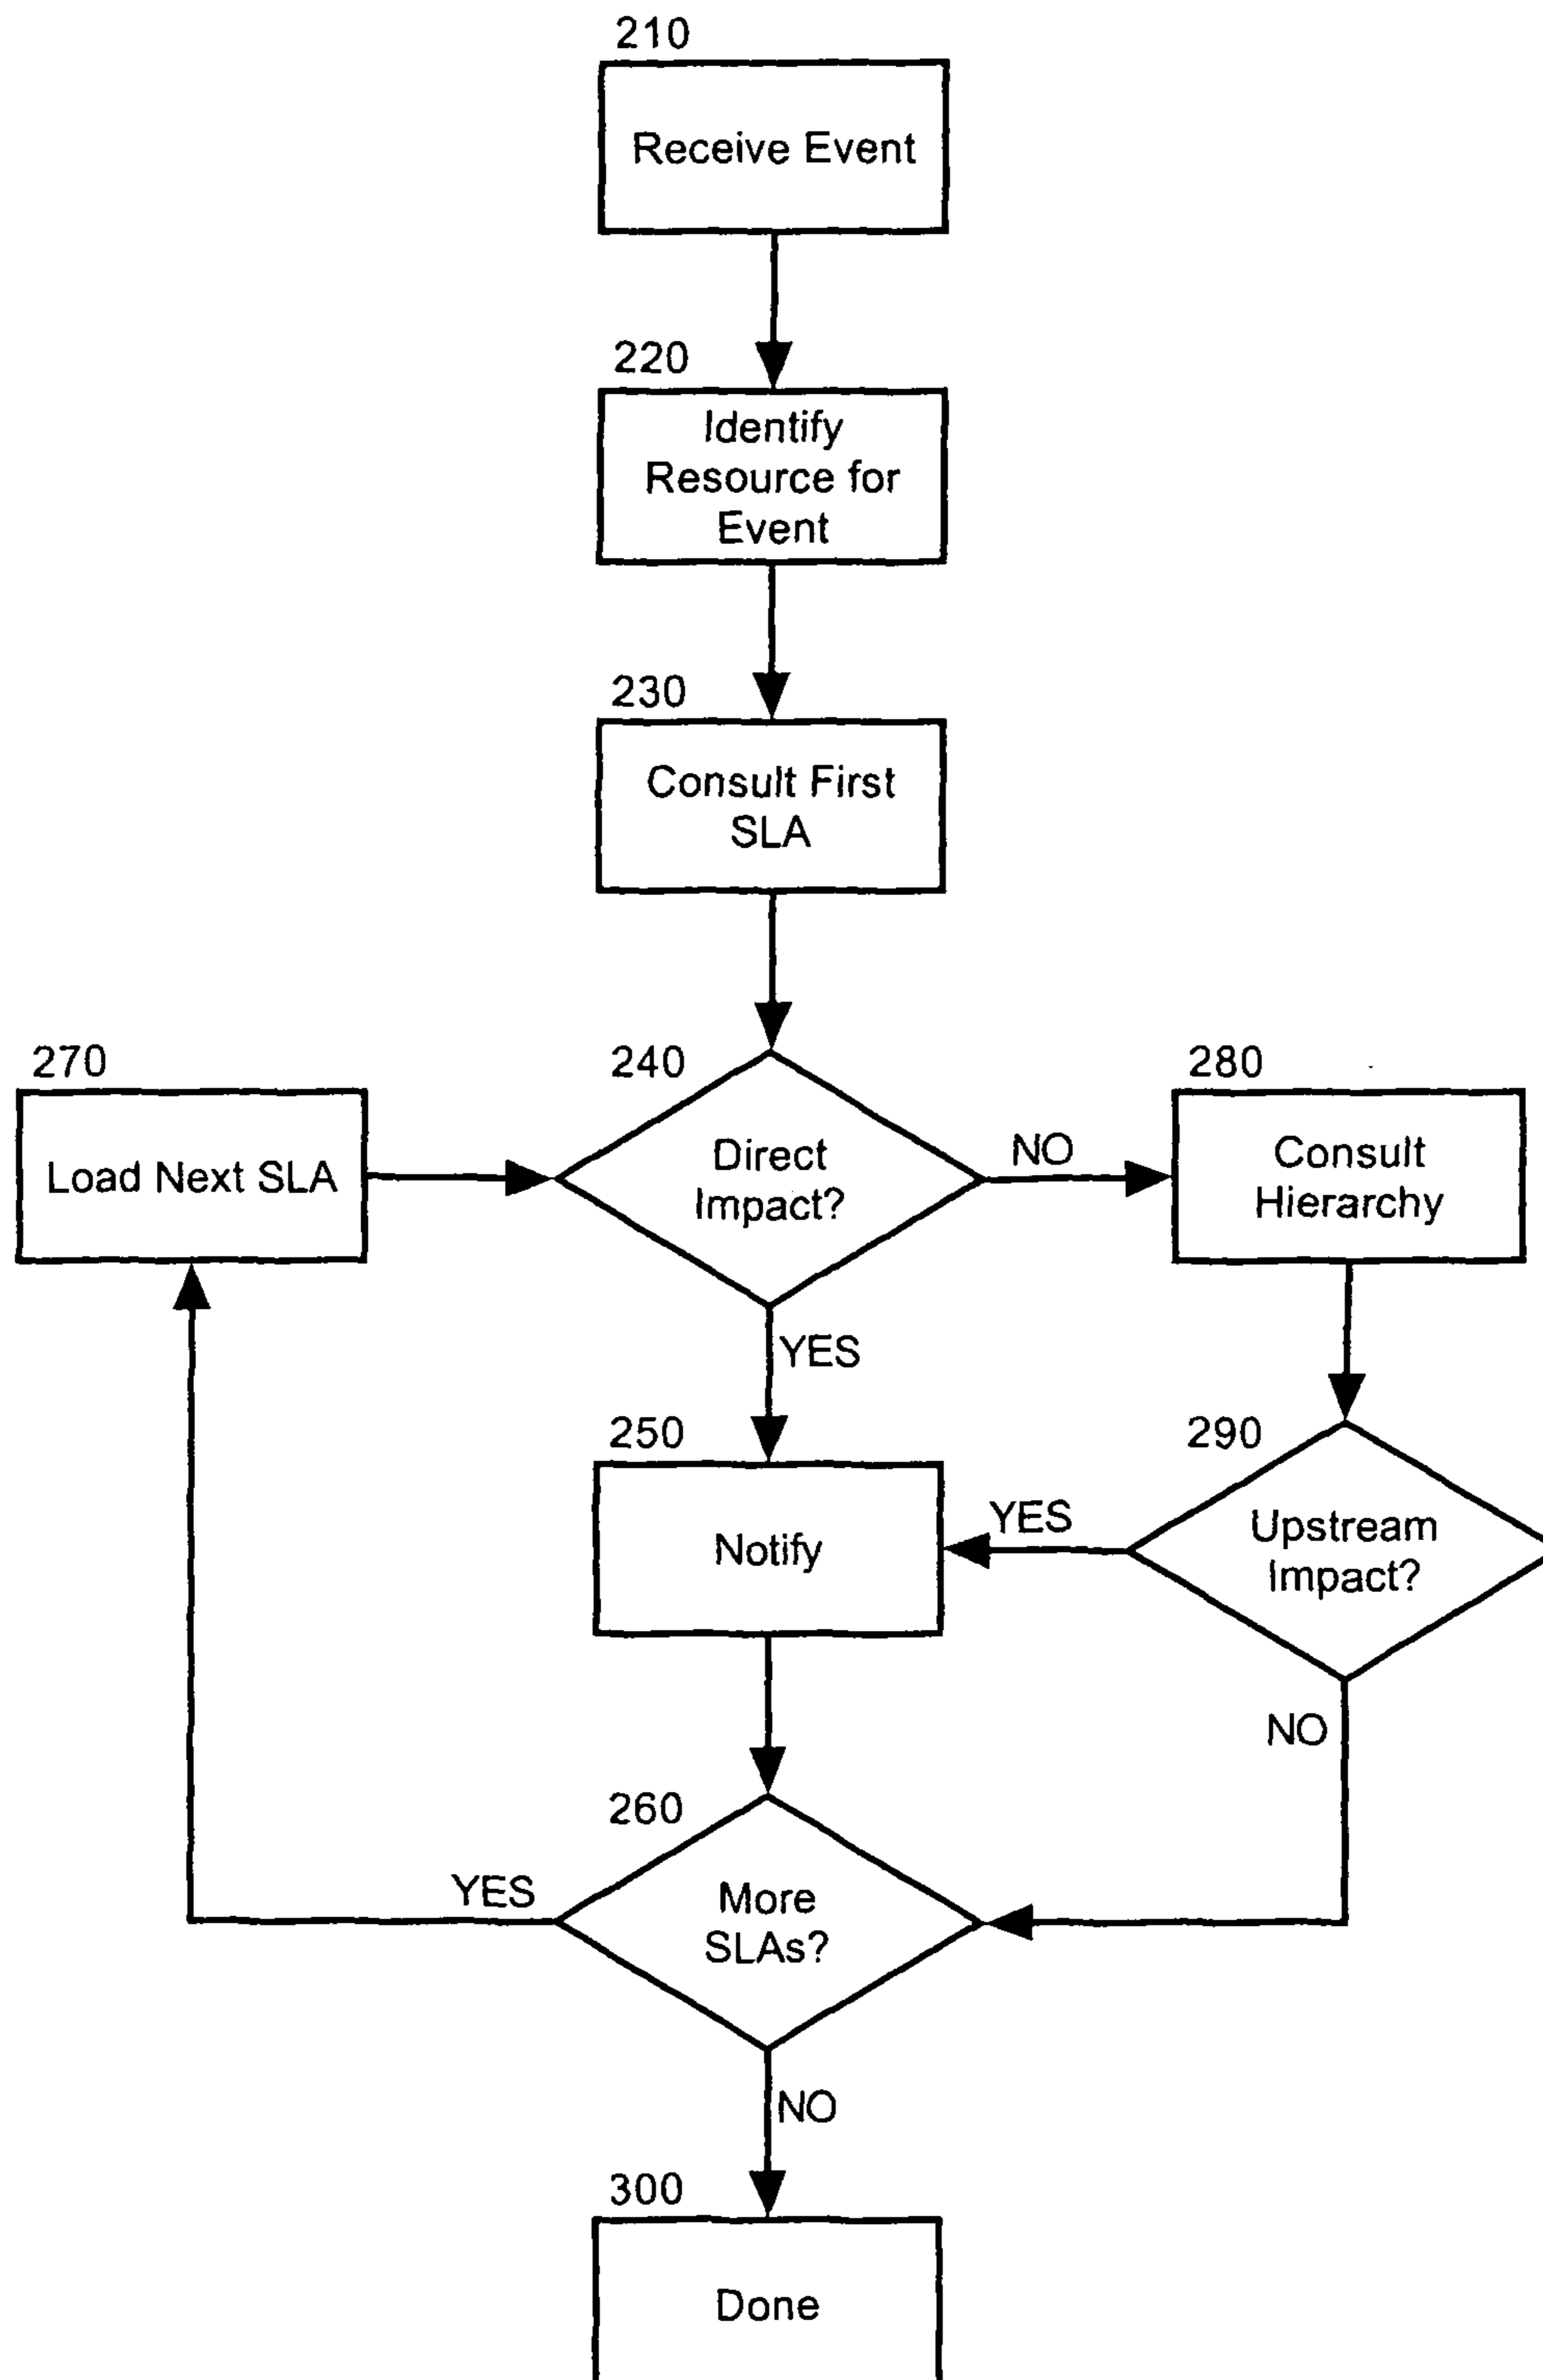 210
Receive Event
220
Identify
Resource for
Event
230
Consult First
SLA
270
Load Next SLA
240
Direct
Impact?
NO
280
Consult
Hierarchy
YES
250
Notify
YES
290
Upstream
Impact?
NO
260
More
SLAs?
YES
NO
300
Done